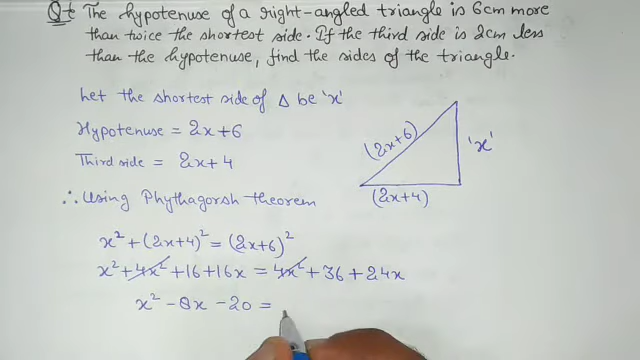 Q† The hypotenuse of a right-angled triangle is 6cm more
than twice the shortest side. If the third side is 2cm less
than the hypotenuse, find the sides of the triangle.
Let the shortest side of Δ be 'x'
Hypotenuse = 2x+6
Third side = 2x+4
∴ Using Phythagorsh theorem
x² + (2x+4)² = (2x+6)²
x² + 4x² + 16 + 16x = 4x² + 36 + 24x
x² - 8x - 20 =
(2x+6)
'x'
(2x+4)